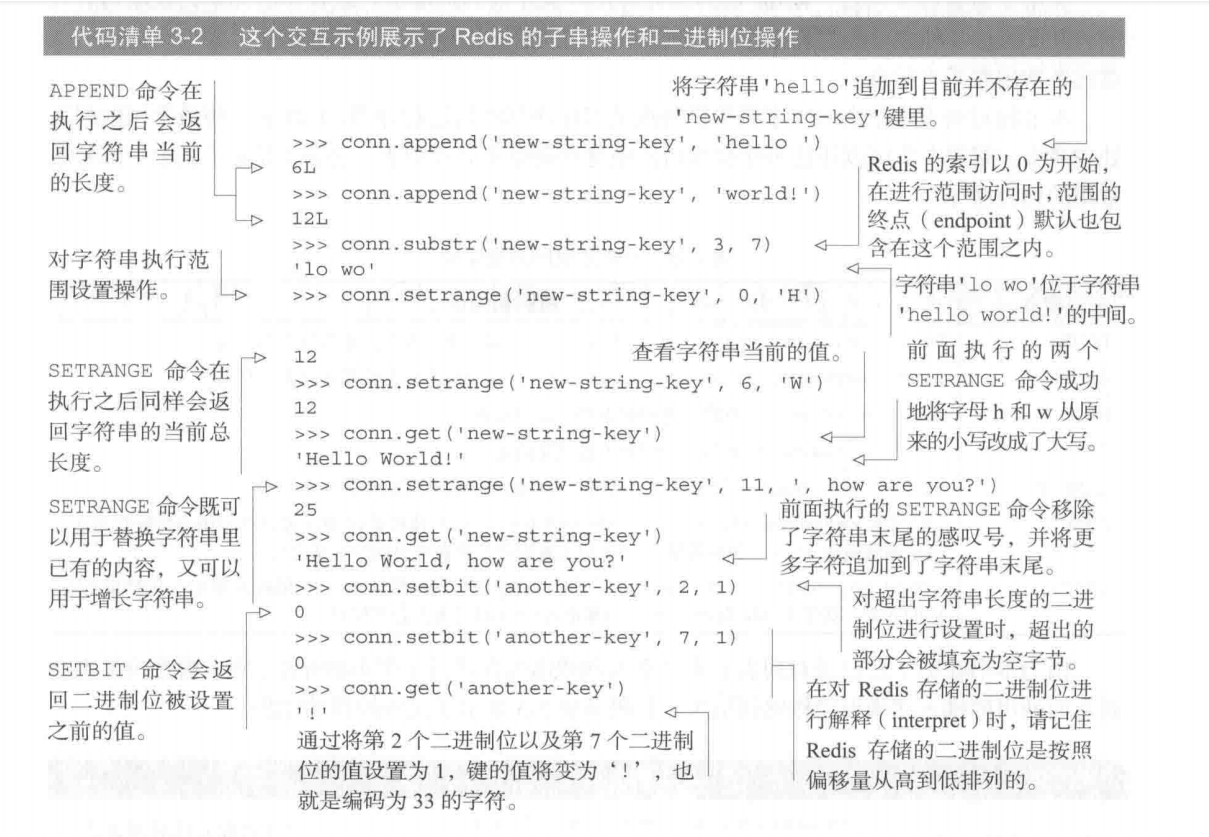 代码清单 3-2 这个交互示例展示了 Redis 的子串操作和二进制位操作
APPEND 命令在
执行之后会返
回字符串当前
的长度。
将字符串'hello'追加到目前并不存在的
'new-string-key'键里。
>>> conn.append('new-string-key', 'hello ')
6L
>>> conn.append('new-string-key', 'world!')
12L
Redis 的索引以 0 为开始，
在进行范围访问时，范围的
终点（endpoint）默认也包
含在这个范围之内。
>>> conn.substr('new-string-key', 3, 7)
'lo wo'
对字符串执行范
围设置操作。
字符串'lo wo'位于字符串
'hello world!'的中间。
>>> conn.setrange('new-string-key', 0, 'H')
12
SETRANGE 命令在
执行之后同样会返
回字符串的当前总
长度。
查看字符串当前的值。
前面执行的两个
SETRANGE 命令成功
地将字母 h 和 w 从原
来的小写改成了大写。
>>> conn.setrange('new-string-key', 6, 'W')
12
>>> conn.get('new-string-key')
'Hello World!'
>>> conn.setrange('new-string-key', 11, ', how are you?')
25
SETRANGE 命令既可
以用于替换字符串里
已有的内容，又可以
用于增长字符串。
前面执行的 SETRANGE 命令移除
了字符串末尾的感叹号，并将更
多字符追加到了字符串末尾。
>>> conn.get('new-string-key')
'Hello World, how are you?'
>>> conn.setbit('another-key', 2, 1)
0
对超出字符串长度的二进
制位进行设置时，超出的
部分会被填充为空字节。
>>> conn.setbit('another-key', 7, 1)
0
SETBIT 命令会返
回二进制位被设置
之前的值。
>>> conn.get('another-key')
'!'
在对 Redis 存储的二进制位进
行解释（interpret）时，请记住
Redis 存储的二进制位是按照
偏移量从高到低排列的。
通过将第 2 个二进制位以及第 7 个二进制
位的值设置为 1，键的值将变为‘!’，也
就是编码为 33 的字符。